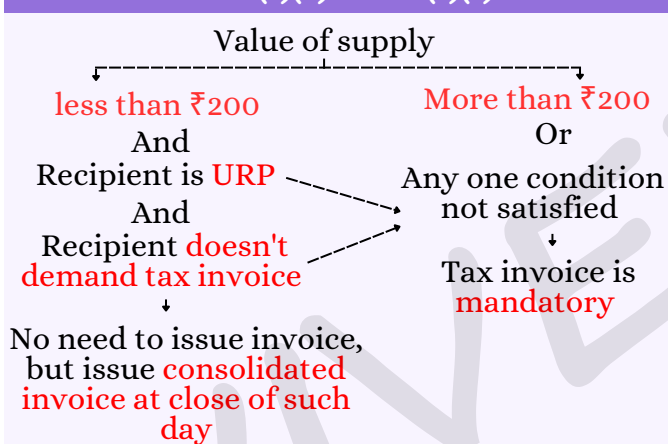 Value of supply
less than ₹200
And
Recipient is URP
And
Recipient doesn't
demand tax invoice
No need to issue invoice,
but issue consolidated
invoice at close of such
day
More than ₹200
Or
Any one condition
not satisfied
Tax invoice is
mandatory